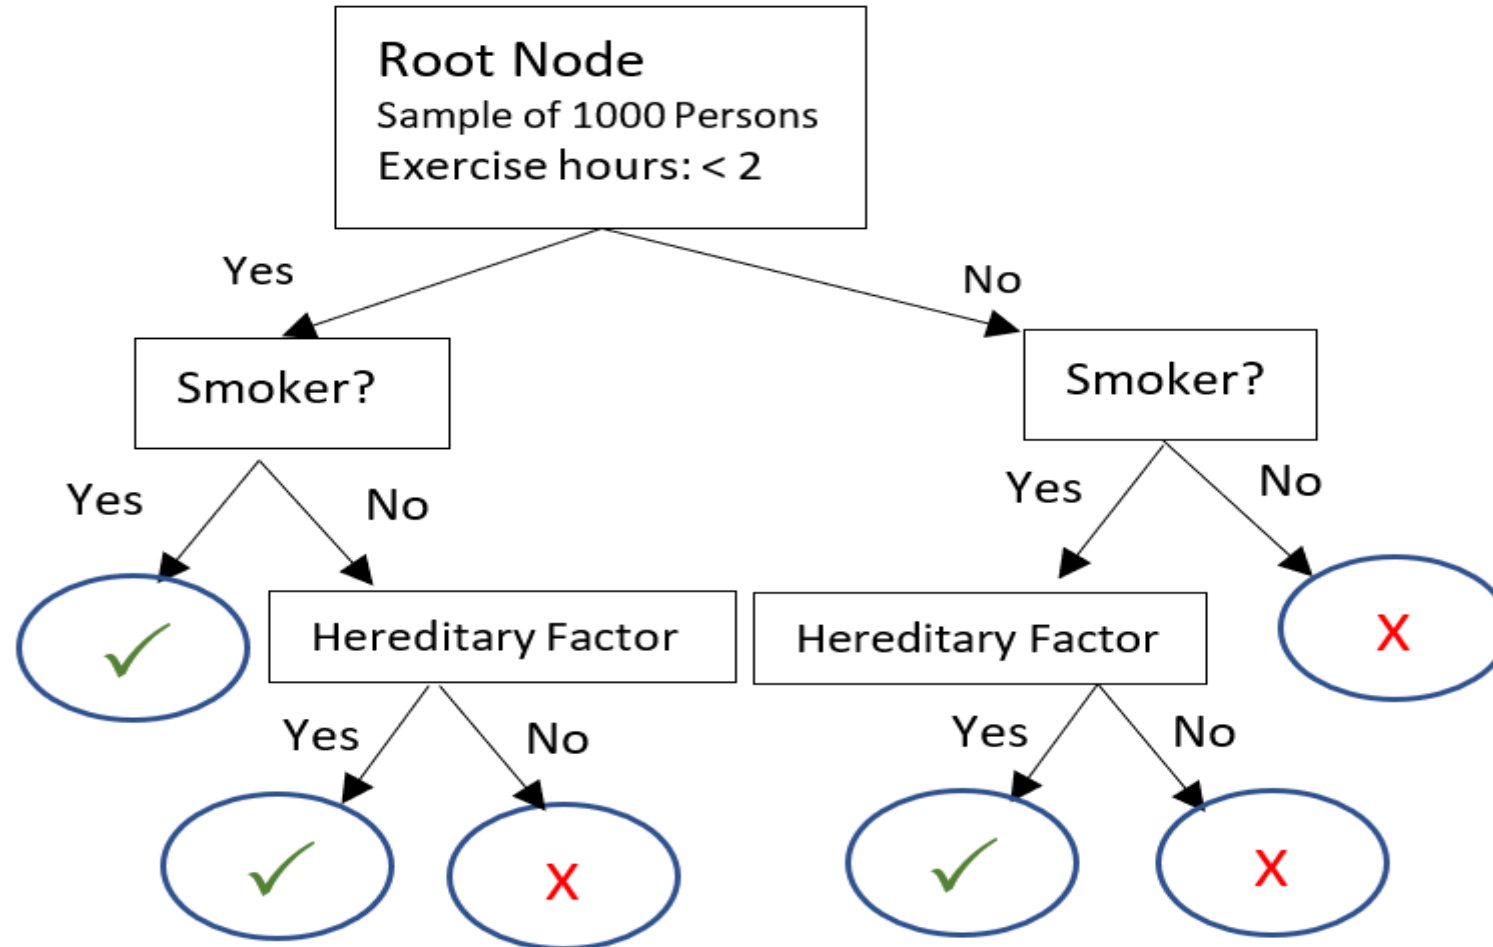 Root Node
Sample of 1000 Persons
Exercise hours: < 2
Yes
No
Smoker?
Smoker?
Yes
No
Yes
No
Hereditary Factor
Hereditary Factor
✓
X
Yes
No
Yes
No
✓
X
✓
X